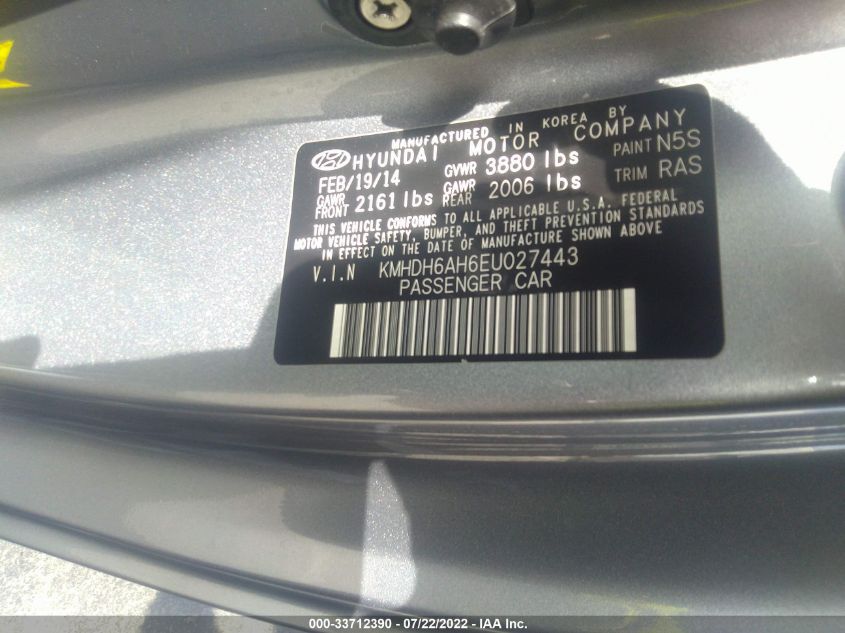 MANUFACTURED IN KOREA BY
HYUNDAI MOTOR COMPANY
FEB/19/14 GVWR 3880 lbs PAINT N5S
GAWR FRONT 2161 lbs GAWR REAR 2006 lbs TRIM RAS
THIS VEHICLE CONFORMS TO ALL APPLICABLE U.S.A. FEDERAL
MOTOR VEHICLE SAFETY, BUMPER, AND THEFT PREVENTION STANDARDS
IN EFFECT ON THE DATE OF MANUFACTURE SHOWN ABOVE
V.I.N KMHDH6AH6EU027443
PASSENGER CAR
000-33712390 - 07/22/2022 - IAA Inc.